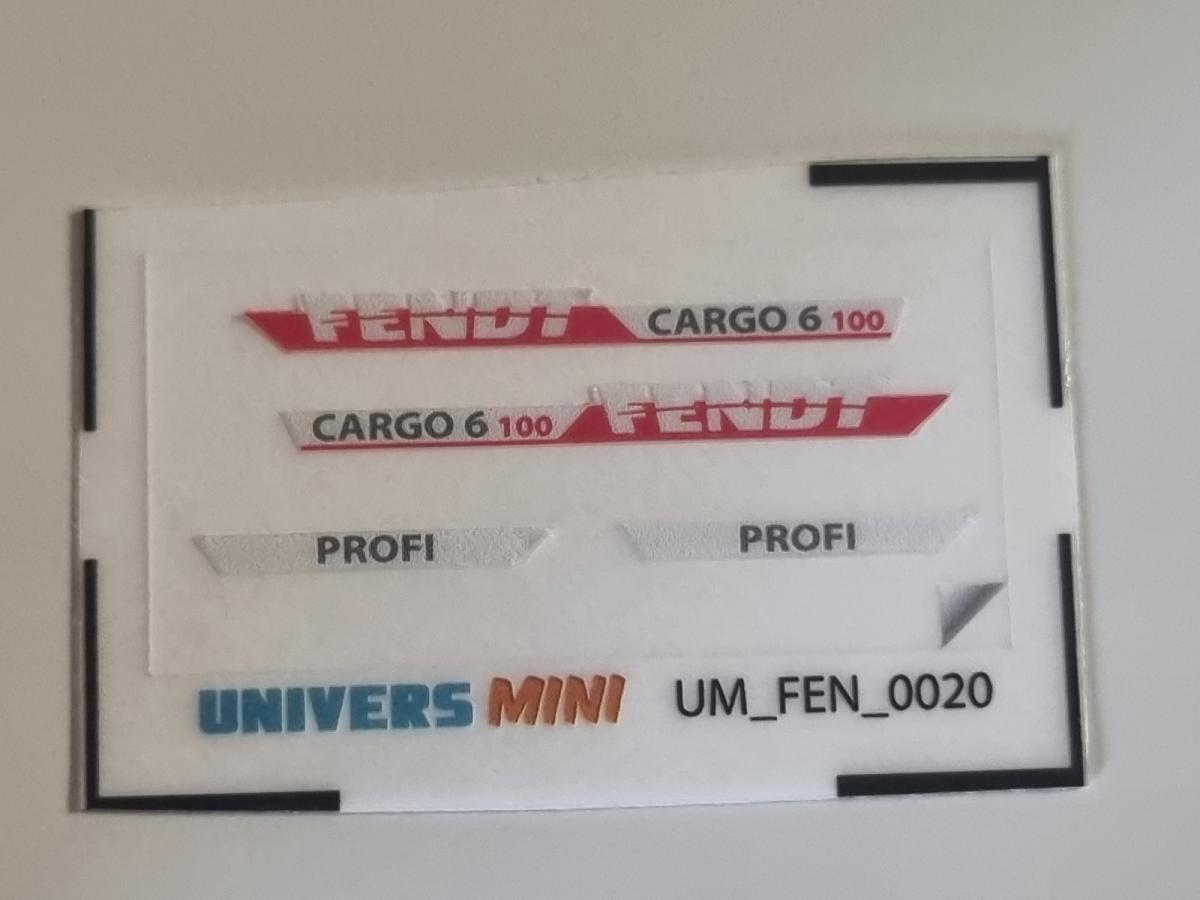 FENDT CARGO 6 100
CARGO 6 100 FENDT
PROFI PROFI
UNIVERS MINI UM_FEN_0020